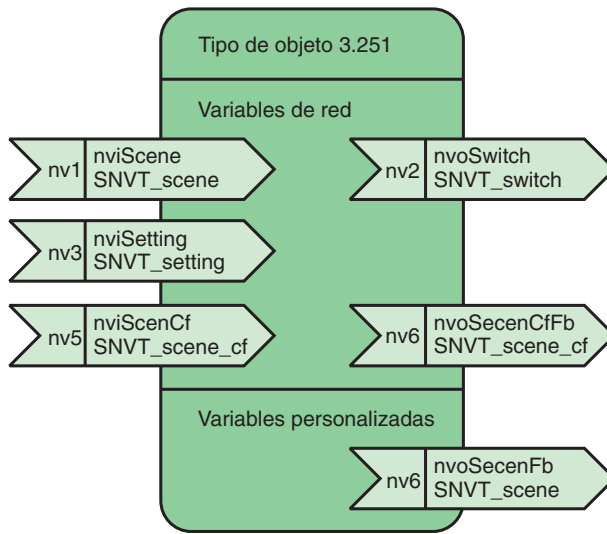 Tipo de objeto 3.251
Variables de red
nv1
nviScene
SNVT_scene
nv2
nvoSwitch
SNVT_switch
nv3
nviSetting
SNVT_setting
nv5
nviScenCf
SNVT_scene_cf
nv6
nvoSecenCfFb
SNVT_scene_cf
Variables personalizadas
nv6
nvoSecenFb
SNVT_scene